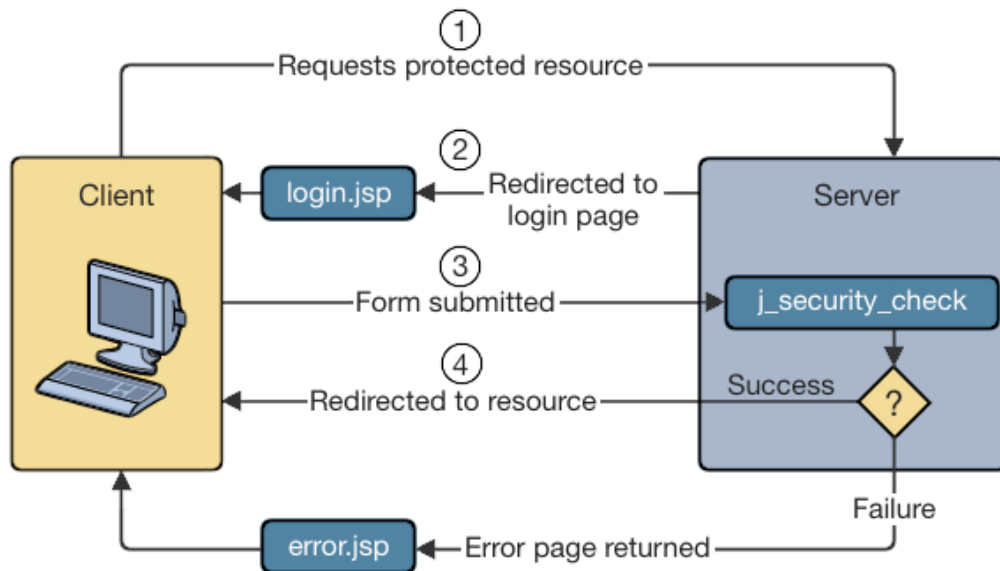 1
Requests protected resource
Client
login.jsp
2
Redirected to
login page
Server
3
Form submitted
j_security_check
4
Redirected to resource
Success
?
Failure
error.jsp
Error page returned